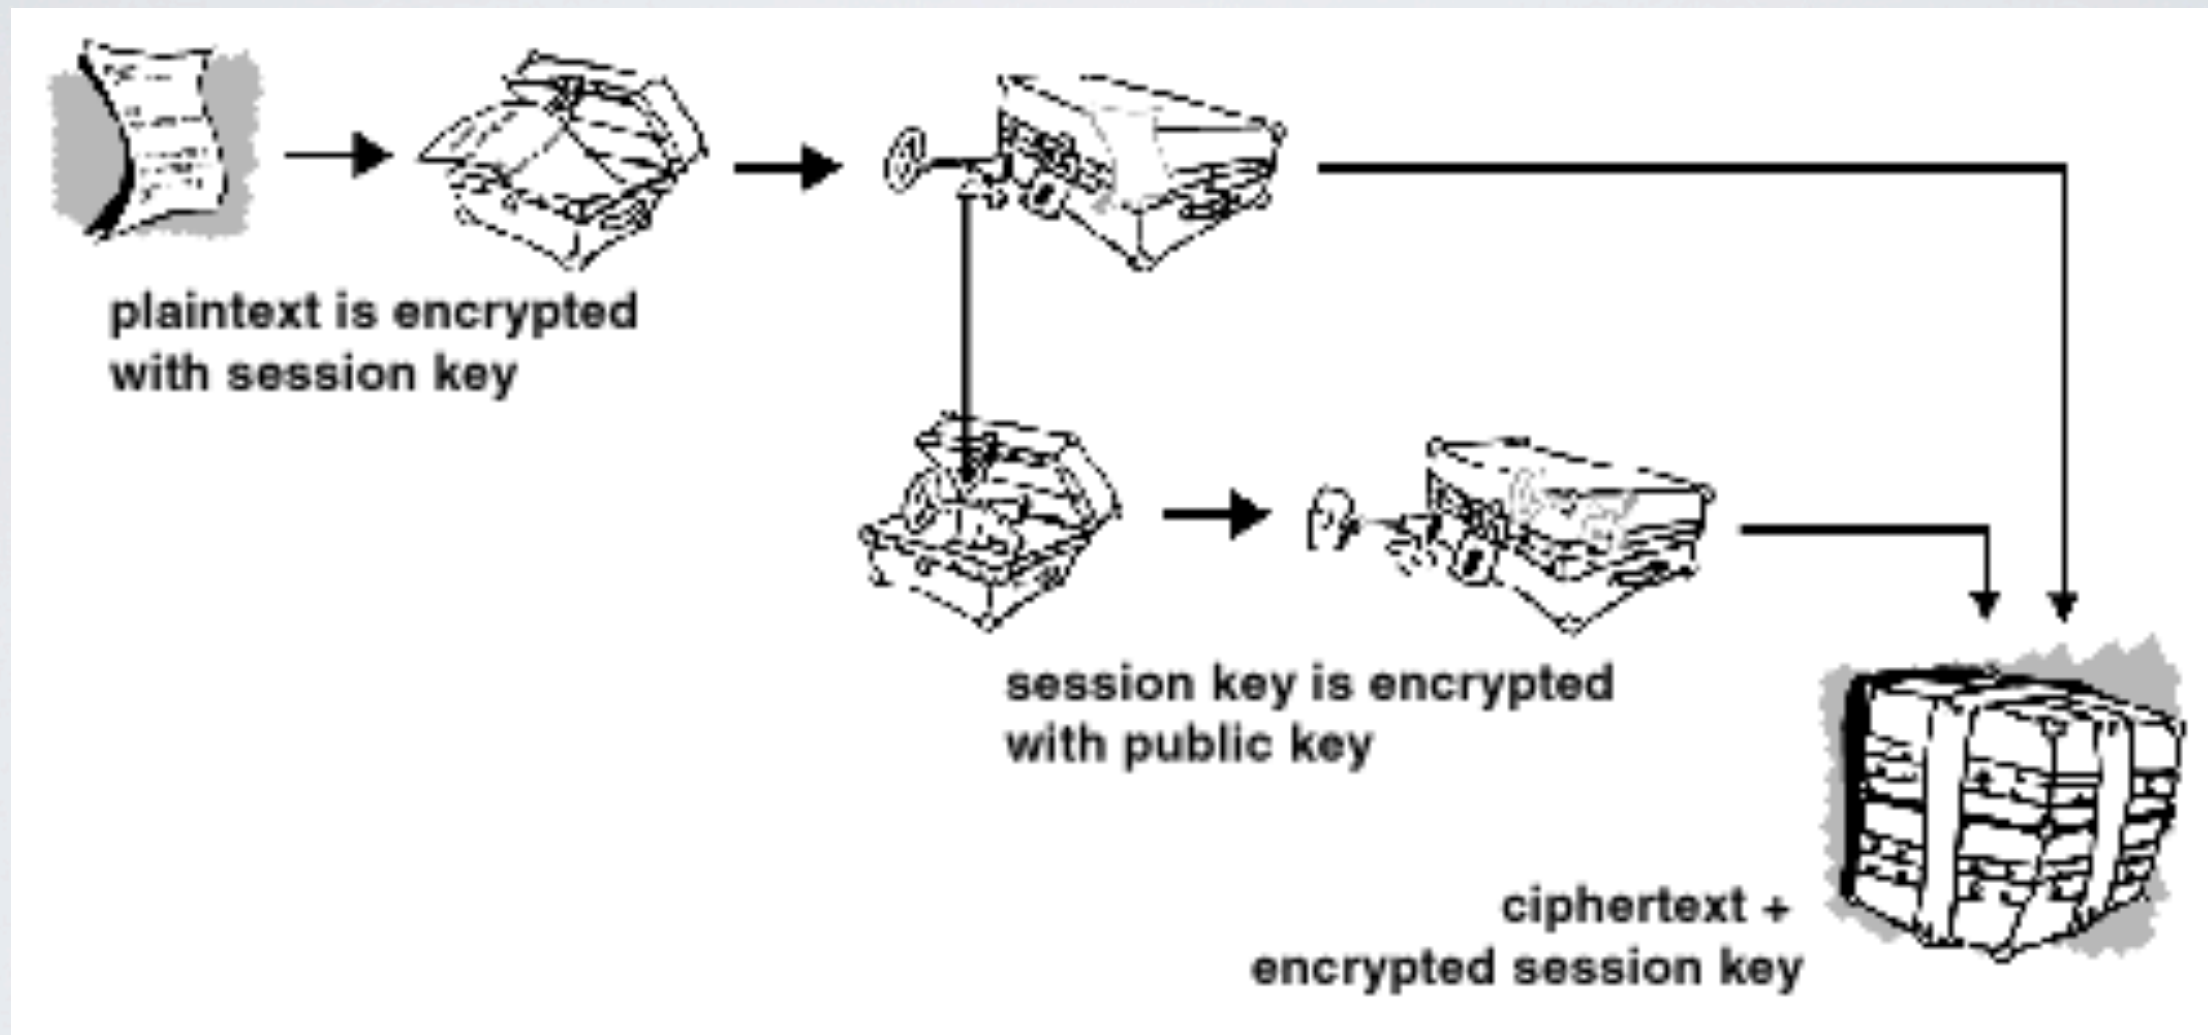 plaintext is encrypted
with session key
session key is encrypted
with public key
ciphertext +
encrypted session key